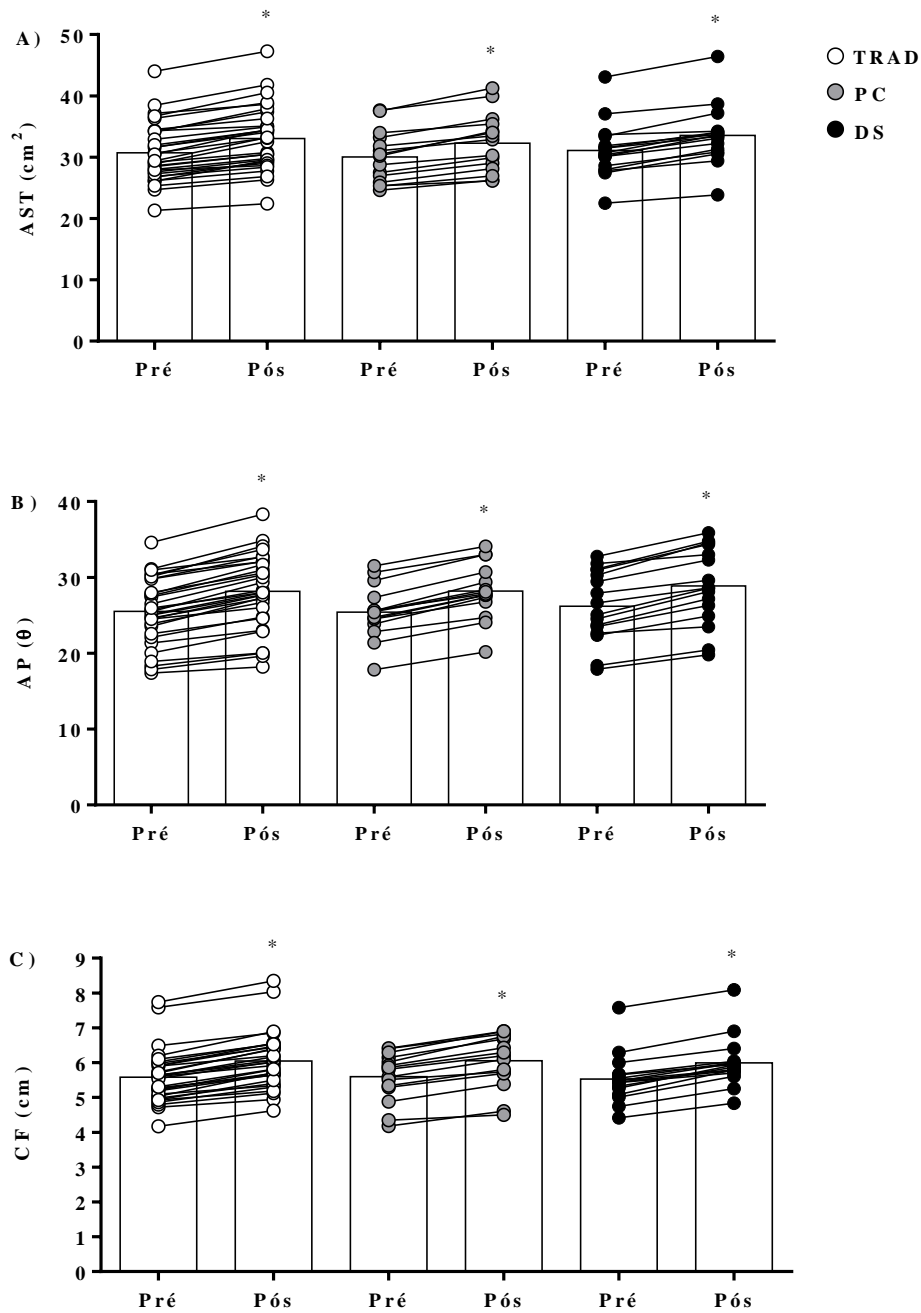 *
*
*
A)
50
40
30
20
10
0
AST (cm²)
Pré
Pós
Pré
Pós
Pré
Pós
TRAD
PC
DS
*
*
*
B)
40
30
20
10
0
AP (θ)
Pré
Pós
Pré
Pós
Pré
Pós
*
*
*
C)
9
8
7
6
5
4
3
2
1
0
CF (cm)
Pré
Pós
Pré
Pós
Pré
Pós